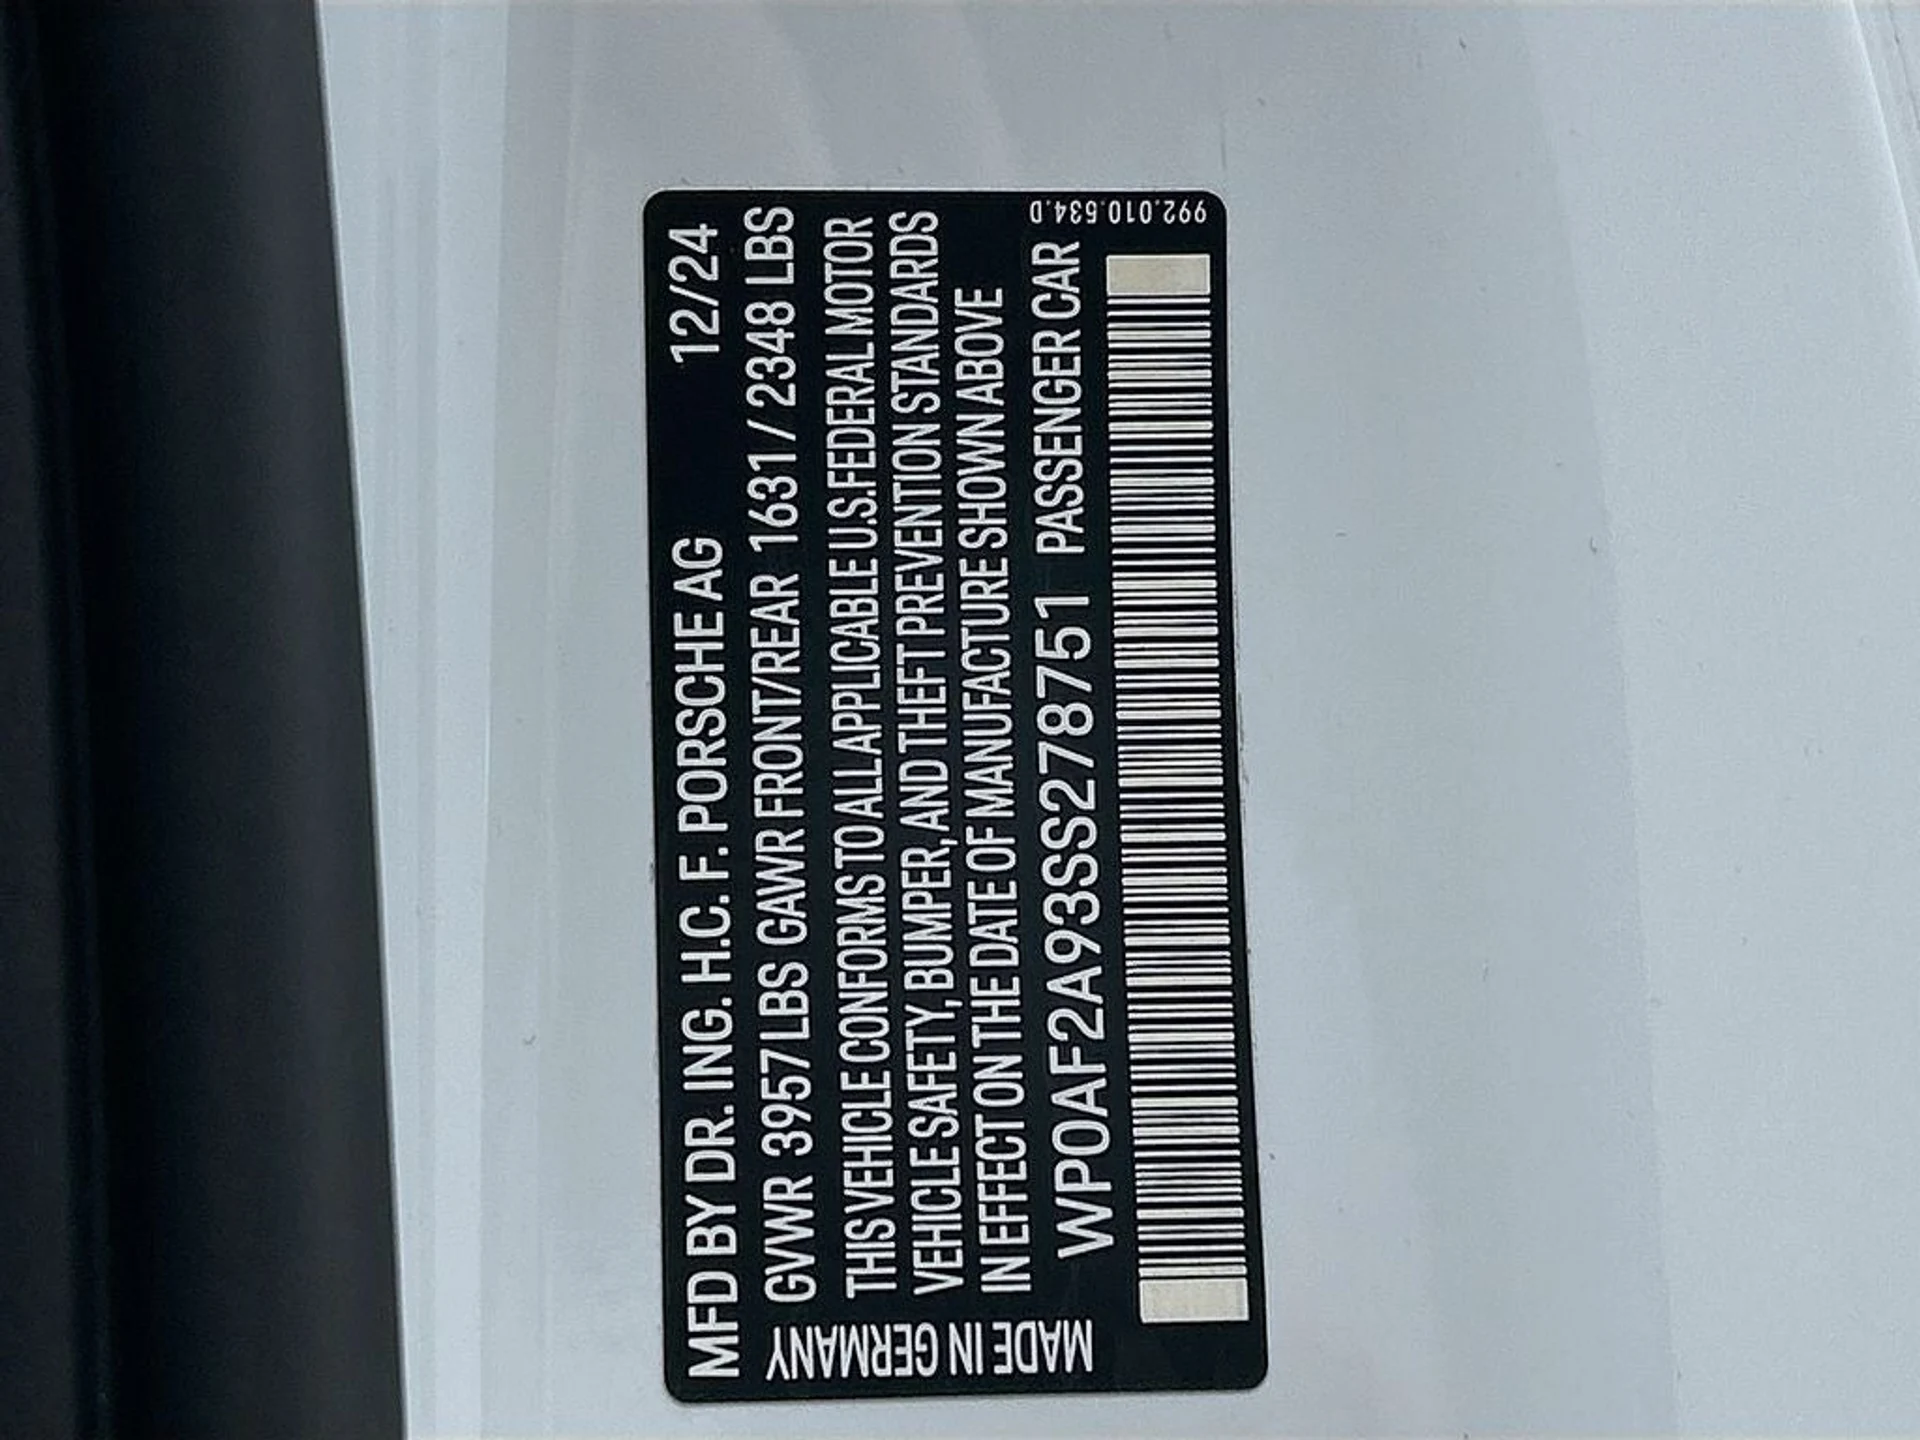 MFD BY DR. ING. H.C. F. PORSCHE AG 12/24
GVWR 3957 LBS GAWR FRONT/REAR 1631 / 2348 LBS
THIS VEHICLE CONFORMS TO ALL APPLICABLE U.S. FEDERAL MOTOR
VEHICLE SAFETY, BUMPER, AND THEFT PREVENTION STANDARDS
IN EFFECT ON THE DATE OF MANUFACTURE SHOWN ABOVE
WP0AF2A93SS278751 PASSENGER CAR
MADE IN GERMANY
992.010.534.D